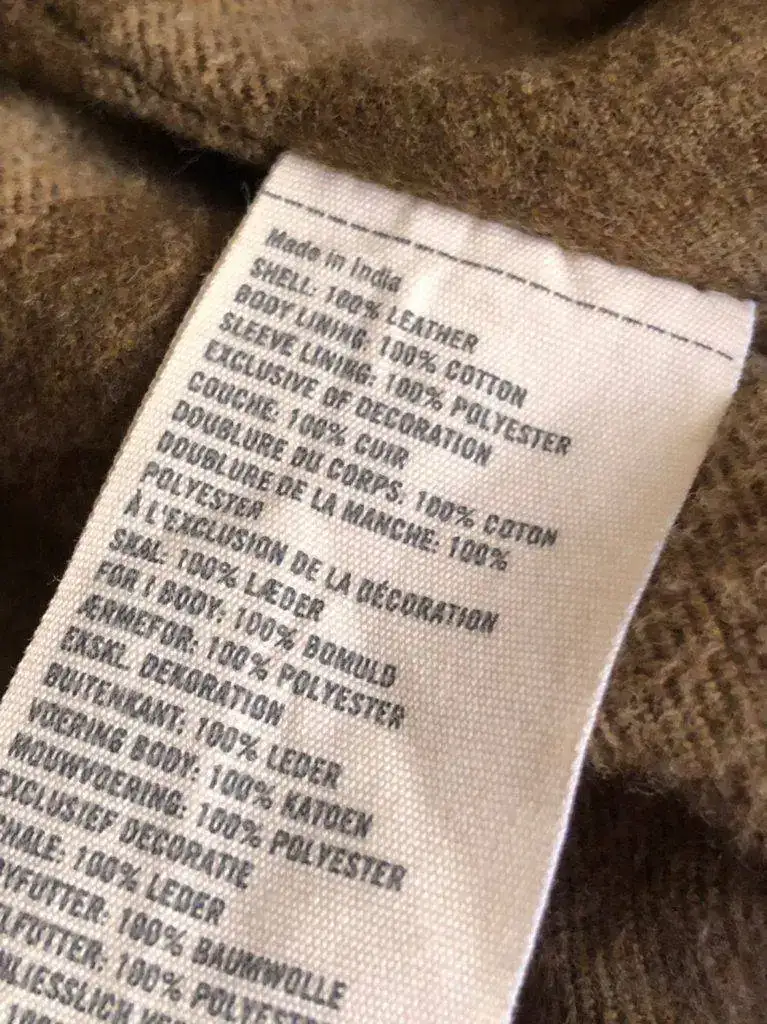 Made in India
SHELL: 100% LEATHER
BODY LINING: 100% COTTON
SLEEVE LINING: 100% POLYESTER
EXCLUSIVE OF DECORATION
COUCHE: 100% CUIR
DOUBLURE DU CORPS: 100% COTON
DOUBLURE DE LA MANCHE: 100%
POLYESTER
À L'EXCLUSION DE LA DÉCORATION
SKAL: 100% LÆDER
FOR I BODY: 100% BOMULD
ÆRMEFOR: 100% POLYESTER
EKSKL. DEKORATION
BUITENKANT: 100% LEDER
VOERING BODY: 100% KATOEN
MOUWVOERING: 100% POLYESTER
EXCLUSIEF DECORATIE
100% LEDER
100% BAUMWOLLE
100% POLYESTER
100%